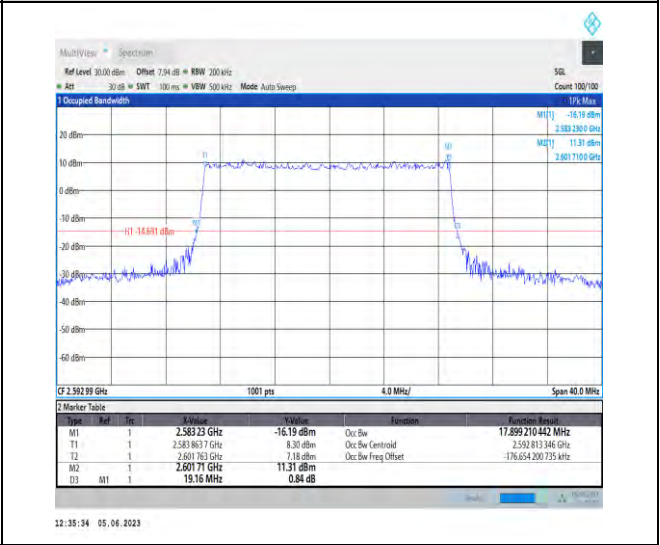 MultiView Spectrum
Ref Level 30.00 dBm Offset 7.94 dB RBW 200 kHz SGL
Att 30 dB SWT 100 ms VBW 500 kHz Mode Auto Sweep Count 100/100
1 Occupied Bandwidth 1Pk Max
M1[1] -16.19 dBm
2.583 230 0 GHz
M2[1] 11.31 dBm
2.601 710 0 GHz
20 dBm
10 dBm
0 dBm
-10 dBm
H1 -14.691 dBm
-20 dBm
-30 dBm
-40 dBm
-50 dBm
-60 dBm
T1
M1
CF 2.592 99 GHz 1001 pts 4.0 MHz/ Span 40.0 MHz
2 Marker Table
Type Ref Trc X-Value Y-Value Function Function Result
M1 1 2.583 23 GHz -16.19 dBm Occ Bw 17.899 210 442 MHz
T1 1 2.583 863 7 GHz 8.30 dBm Occ Bw Centroid 2.592 813 346 GHz
T2 1 2.601 763 GHz 7.18 dBm Occ Bw Freq Offset -176.654 200 735 kHz
M2 1 2.601 71 GHz 11.31 dBm
D3 M1 1 19.16 MHz 0.84 dB
12:35:34 05.06.2023